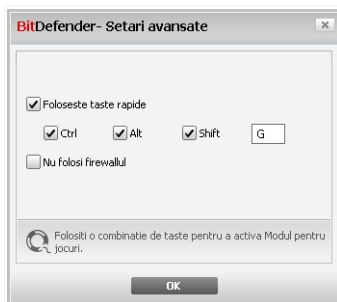 BitDefender- Setari avansate
Foloseste taste rapide
Ctrl Alt Shift G
Nu folosi firewallul
Folositi o combinatie de taste pentru a activa Modul pentru
jocuri.
OK